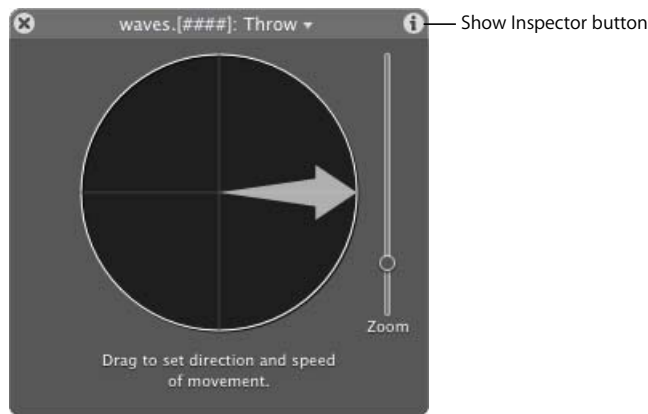 waves.[####]: Throw
Show Inspector button
Zoom
Drag to set direction and speed
of movement.